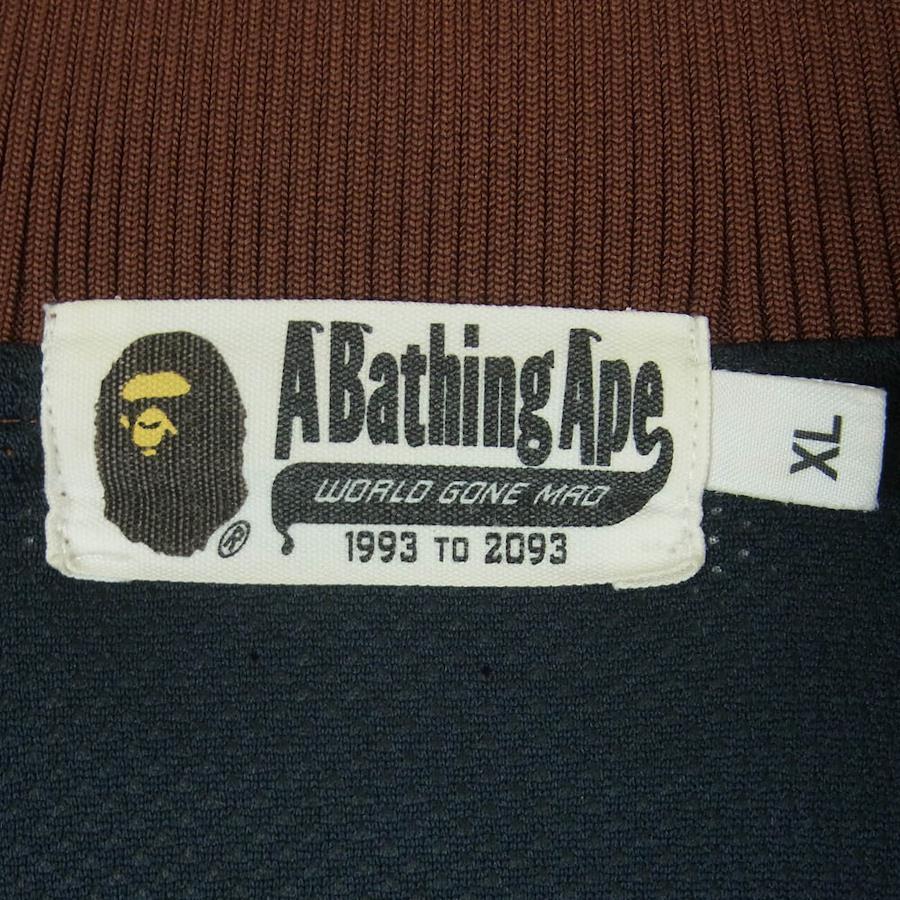 A Bathing Ape
WORLD GONE MAD
1993 TO 2093
®
XL